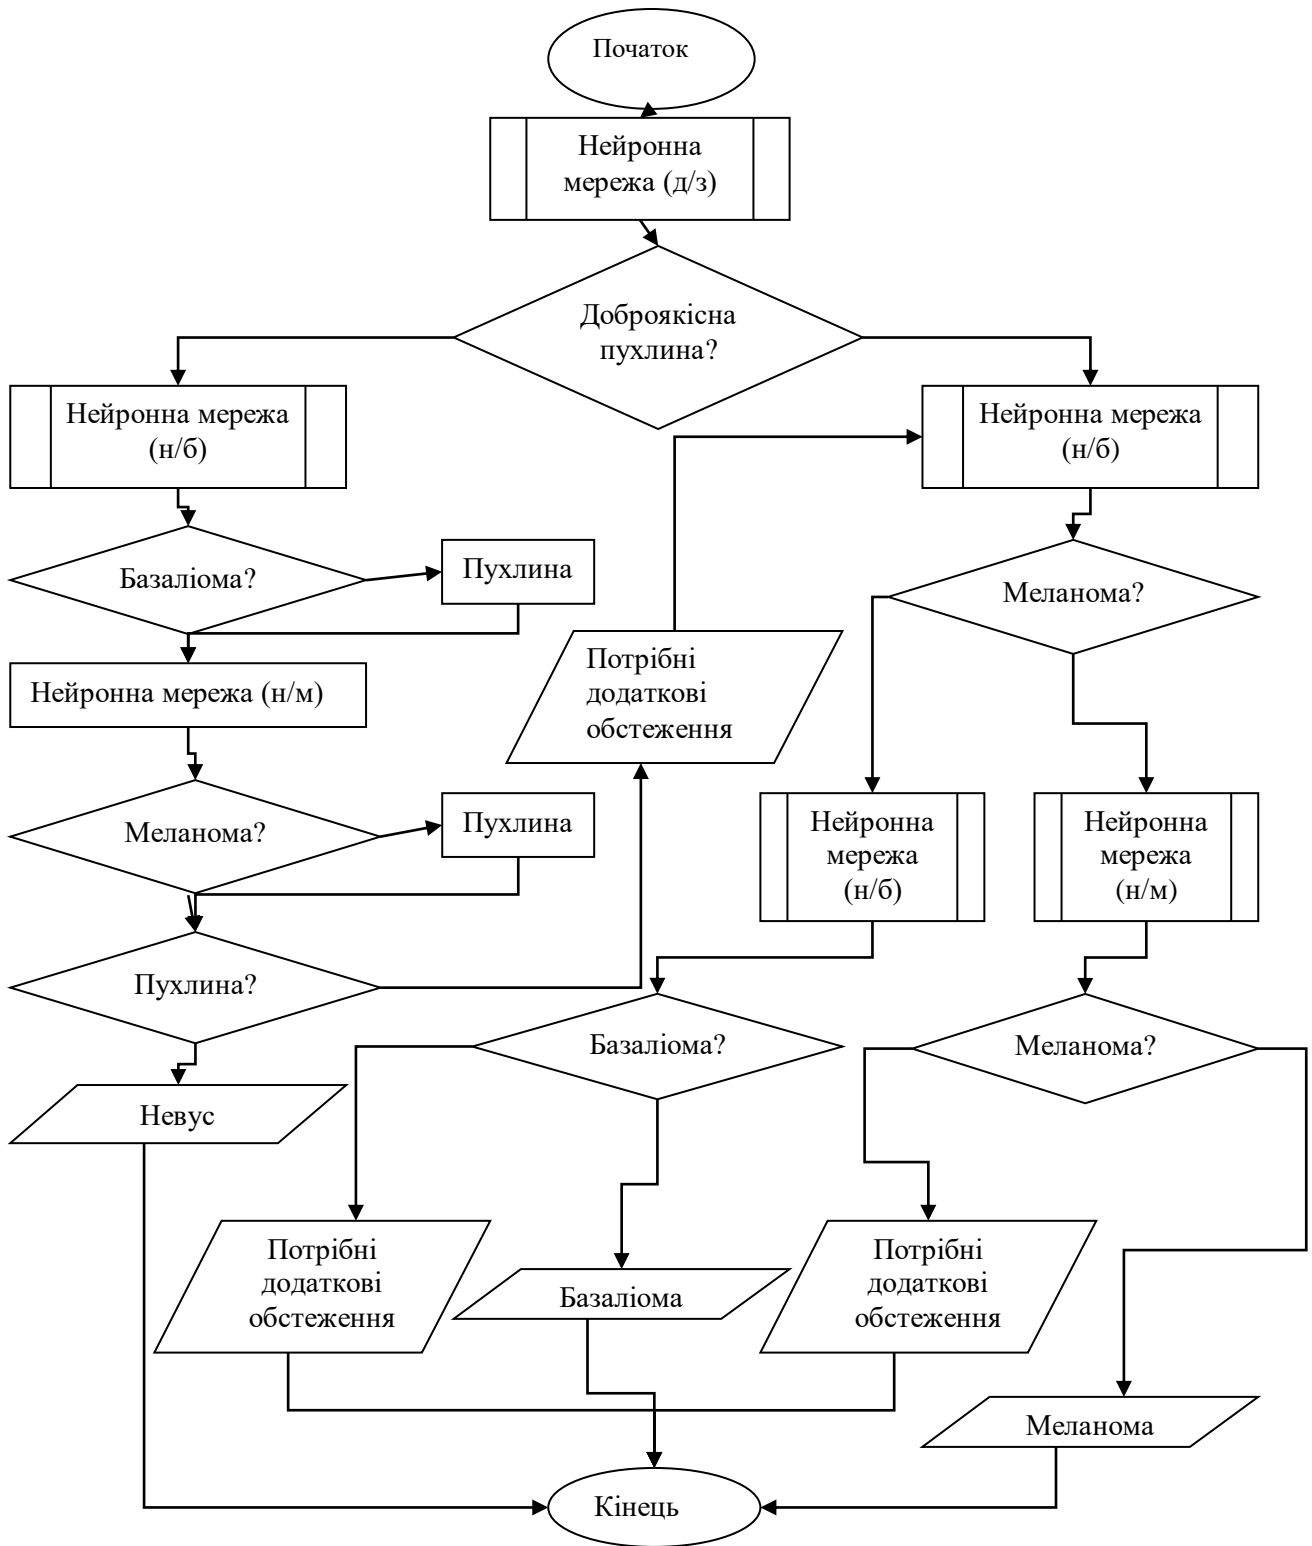 Початок
Нейронна
мережа (д/з)
Доброякісна
пухлина?
Нейронна мережа
(н/б)
Нейронна мережа
(н/б)
Базаліома?
Пухлина
Меланома?
Потрібні
додаткові
обстеження
Нейронна мережа (н/м)
Меланома?
Пухлина
Нейронна
мережа
(н/б)
Нейронна
мережа
(н/м)
Пухлина?
Базаліома?
Меланома?
Невус
Потрібні
додаткові
обстеження
Базаліома
Потрібні
додаткові
обстеження
Меланома
Кінець